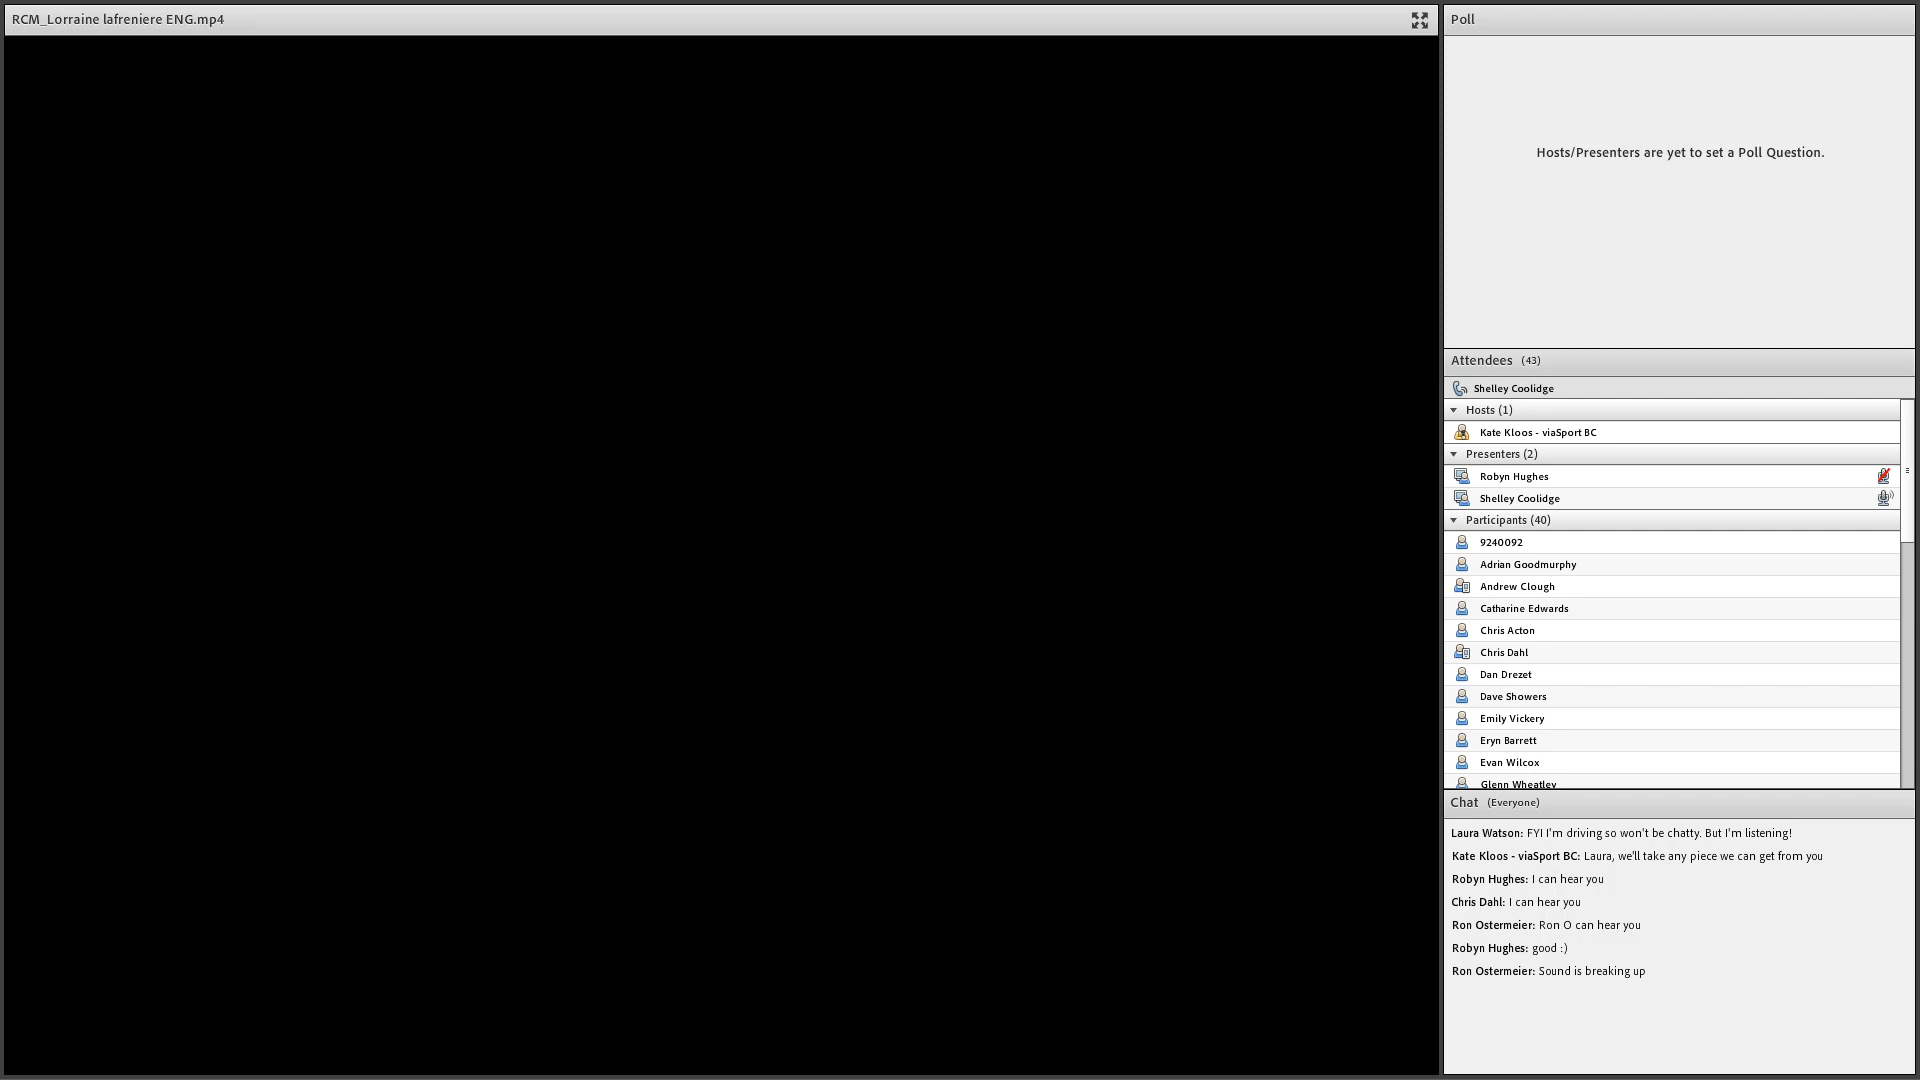 RCM_Lorraine lafreniere ENG.mp4
Poll
Hosts/Presenters are yet to set a Poll Question.
Attendees (43)
Shelley Coolidge
Hosts (1)
Kate Kloos - viaSport BC
Presenters (2)
Robyn Hughes
Shelley Coolidge
Participants (40)
9240092
Adrian Goodmurphy
Andrew Clough
Catharine Edwards
Chris Acton
Chris Dahl
Dan Drezet
Dave Showers
Emily Vickery
Eryn Barrett
Evan Wilcox
Glenn Wheatley
Chat (Everyone)
Laura Watson: FYI I'm driving so won't be chatty. But I'm listening!
Kate Kloos - viaSport BC: Laura, we'll take any piece we can get from you
Robyn Hughes: I can hear you
Chris Dahl: I can hear you
Ron Ostermeier: Ron O can hear you
Robyn Hughes: good :)
Ron Ostermeier: Sound is breaking up